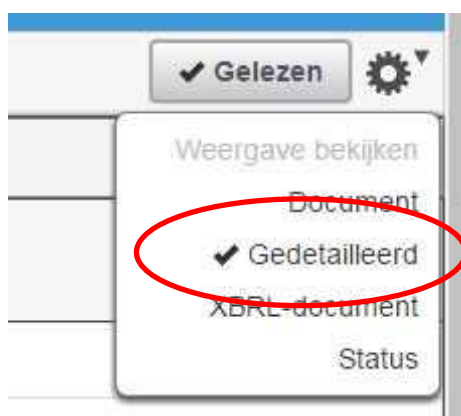 ✔ Gelezen
Weergave bekijken
Document
✔ Gedetailleerd
XBRL-document
Status